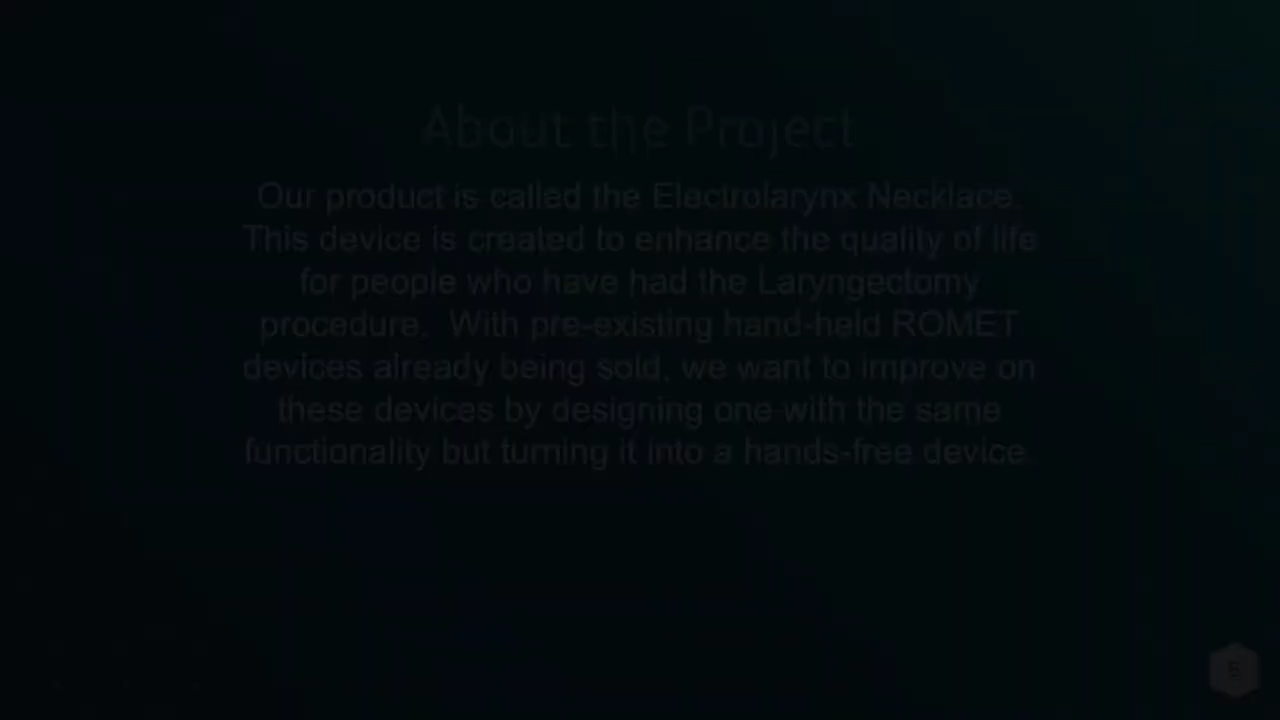 About the Project
Our product is called the Electrolarynx Necklace.
This device is created to enhance the quality of life
for people who have had the Laryngectomy
procedure.  With pre-existing hand-held ROMET
devices already being sold, we want to improve on
these devices by designing one with the same
functionality but turning it into a hands-free device.